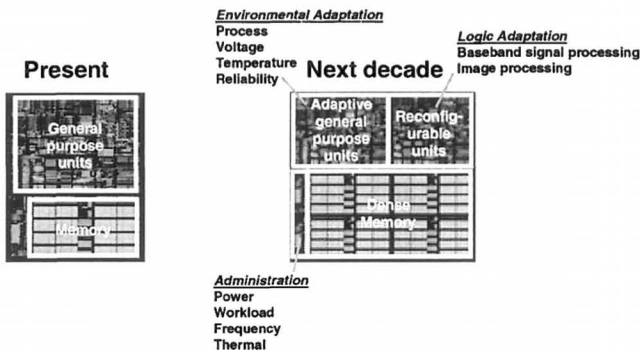 Environmental Adaptation
Process
Voltage
Temperature
Reliability
Logic Adaptation
Baseband signal processing
Image processing
Present
Next decade
General
purpose
units
Memory
Adaptive
general
purpose
units
Reconfig-
urable
units
Dense
Memory
Administration
Power
Workload
Frequency
Thermal